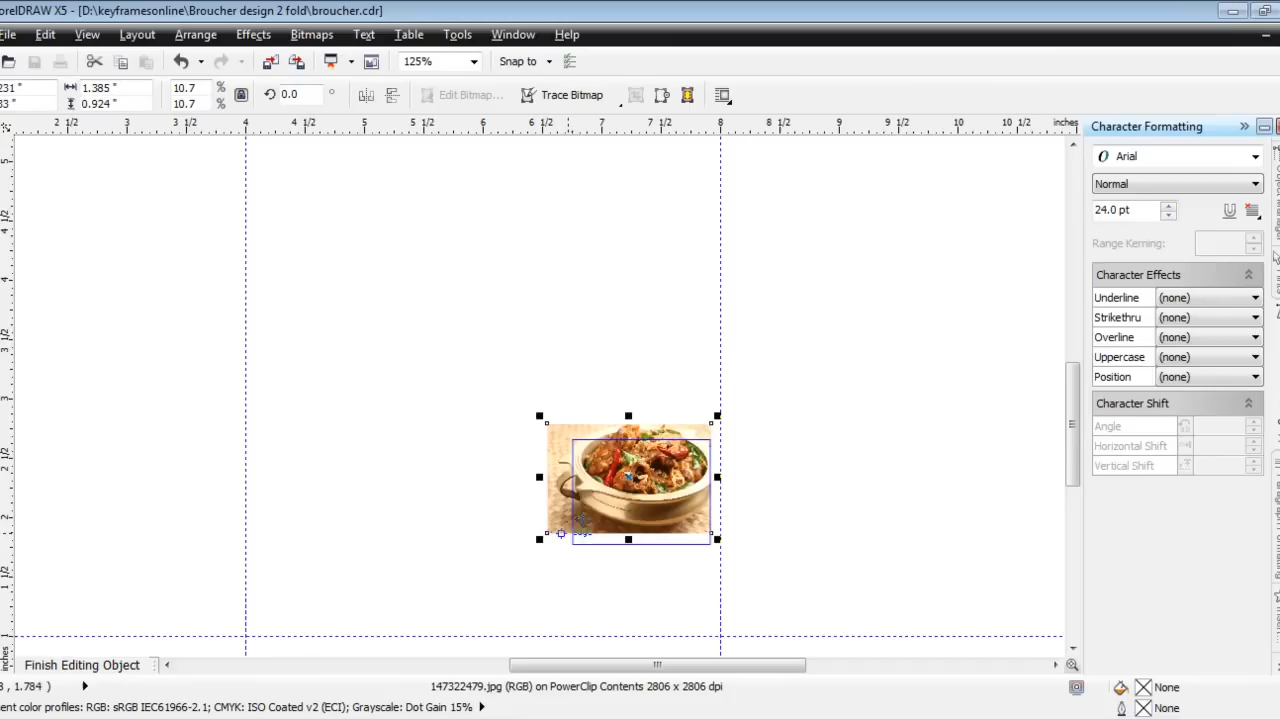 orelDRAW X5 - [D:\keyframesonline\Broucher design 2 fold\broucher.cdr]
File Edit View Layout Arrange Effects Bitmaps Text Table Tools Window Help
125% Snap to
231 " 1.385 " 10.7 % 0.0 ° Edit Bitmap... Trace Bitmap
33 " 0.924 " 10.7 %
2 1/2 3 3 1/2 4 4 1/2 5 5 1/2 6 6 1/2 7 7 1/2 8 8 1/2 9 9 1/2 10 10 1/2 inches
Character Formatting
Arial
Normal
24.0 pt
Range Kerning:
Character Effects
Underline (none)
Strikethru (none)
Overline (none)
Uppercase (none)
Position (none)
Character Shift
Angle
Horizontal Shift
Vertical Shift
Finish Editing Object
3 , 1.784 ) 147322479.jpg (RGB) on PowerClip Contents 2806 x 2806 dpi None
ent color profiles: RGB: sRGB IEC61966-2.1; CMYK: ISO Coated v2 (ECI); Grayscale: Dot Gain 15% None